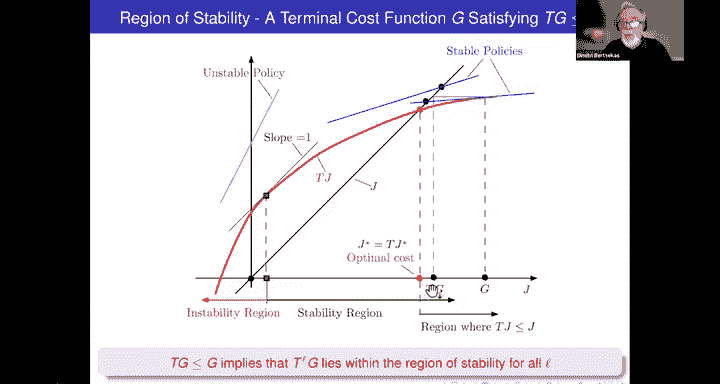 Region of Stability - A Terminal Cost Function G Satisfying TG ≤
Dimitri Bertsekas
Stable Policies
Unstable Policy
Slope =1
TJ
J
J* = TJ*
Optimal cost
G
J
Instability Region
Stability Region
Region where TJ ≤ J
TG ≤ G implies that TℓG lies within the region of stability for all ℓ